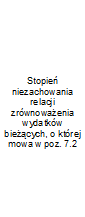 Stopień
niezachowania
relacji
zrównoważenia
wydatków
bieżących, o której
mowa w poz. 7.2